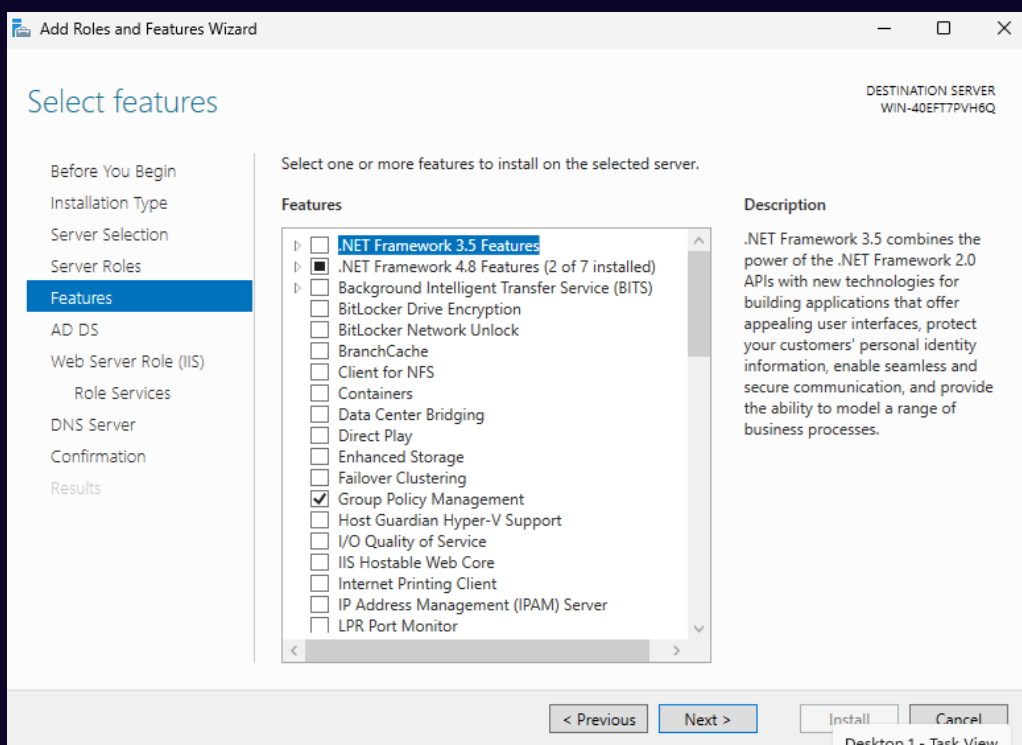 Add Roles and Features Wizard
Select features
DESTINATION SERVER
WIN-40EFT7PVH6Q
Before You Begin
Installation Type
Server Selection
Server Roles
Features
AD DS
Web Server Role (IIS)
Role Services
DNS Server
Confirmation
Results
Select one or more features to install on the selected server.
Features
.NET Framework 3.5 Features
.NET Framework 4.8 Features (2 of 7 installed)
Background Intelligent Transfer Service (BITS)
BitLocker Drive Encryption
BitLocker Network Unlock
BranchCache
Client for NFS
Containers
Data Center Bridging
Direct Play
Enhanced Storage
Failover Clustering
Group Policy Management
Host Guardian Hyper-V Support
I/O Quality of Service
IIS Hostable Web Core
Internet Printing Client
IP Address Management (IPAM) Server
LPR Port Monitor
Description
.NET Framework 3.5 combines the
power of the .NET Framework 2.0
APIs with new technologies for
building applications that offer
appealing user interfaces, protect
your customers' personal identity
information, enable seamless and
secure communication, and provide
the ability to model a range of
business processes.
< Previous
Next >
Install
Cancel
Desktop 1 - Task View